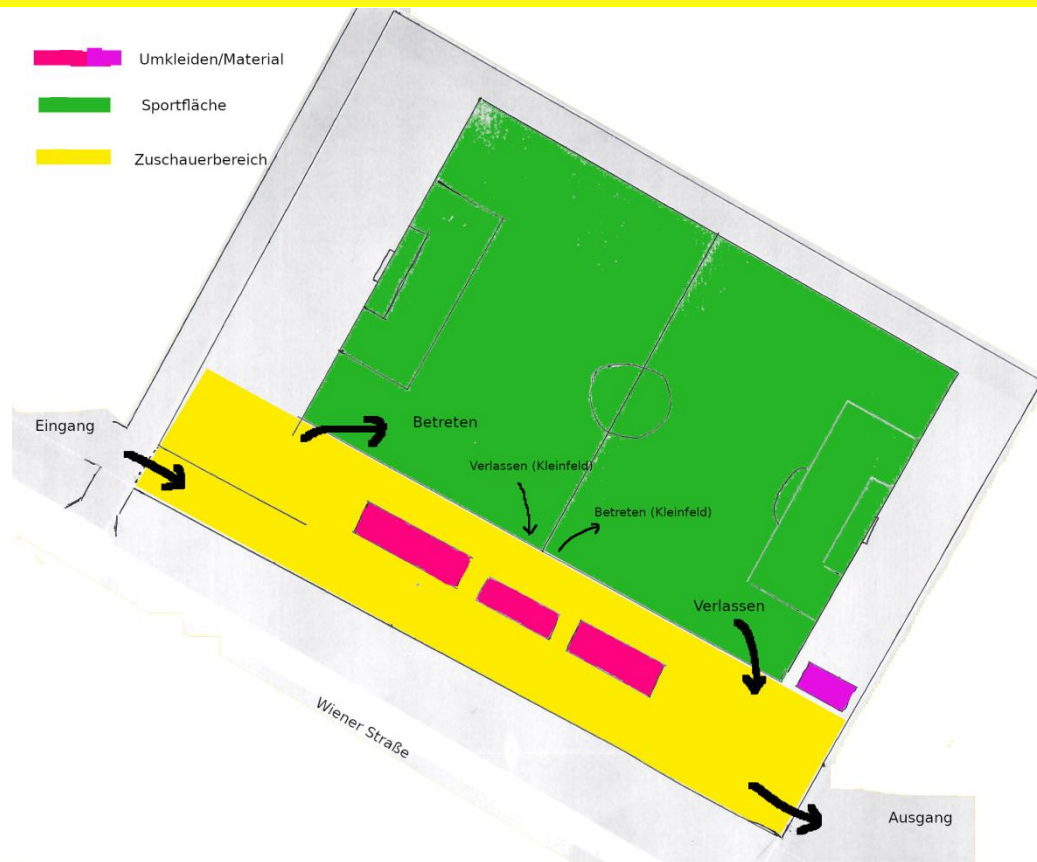 Umkleiden/Material
Sportfläche
Zuschauerbereich
Eingang
Betreten
Verlassen (Kleinfeld)
Betreten (Kleinfeld)
Verlassen
Wiener Straße
Ausgang